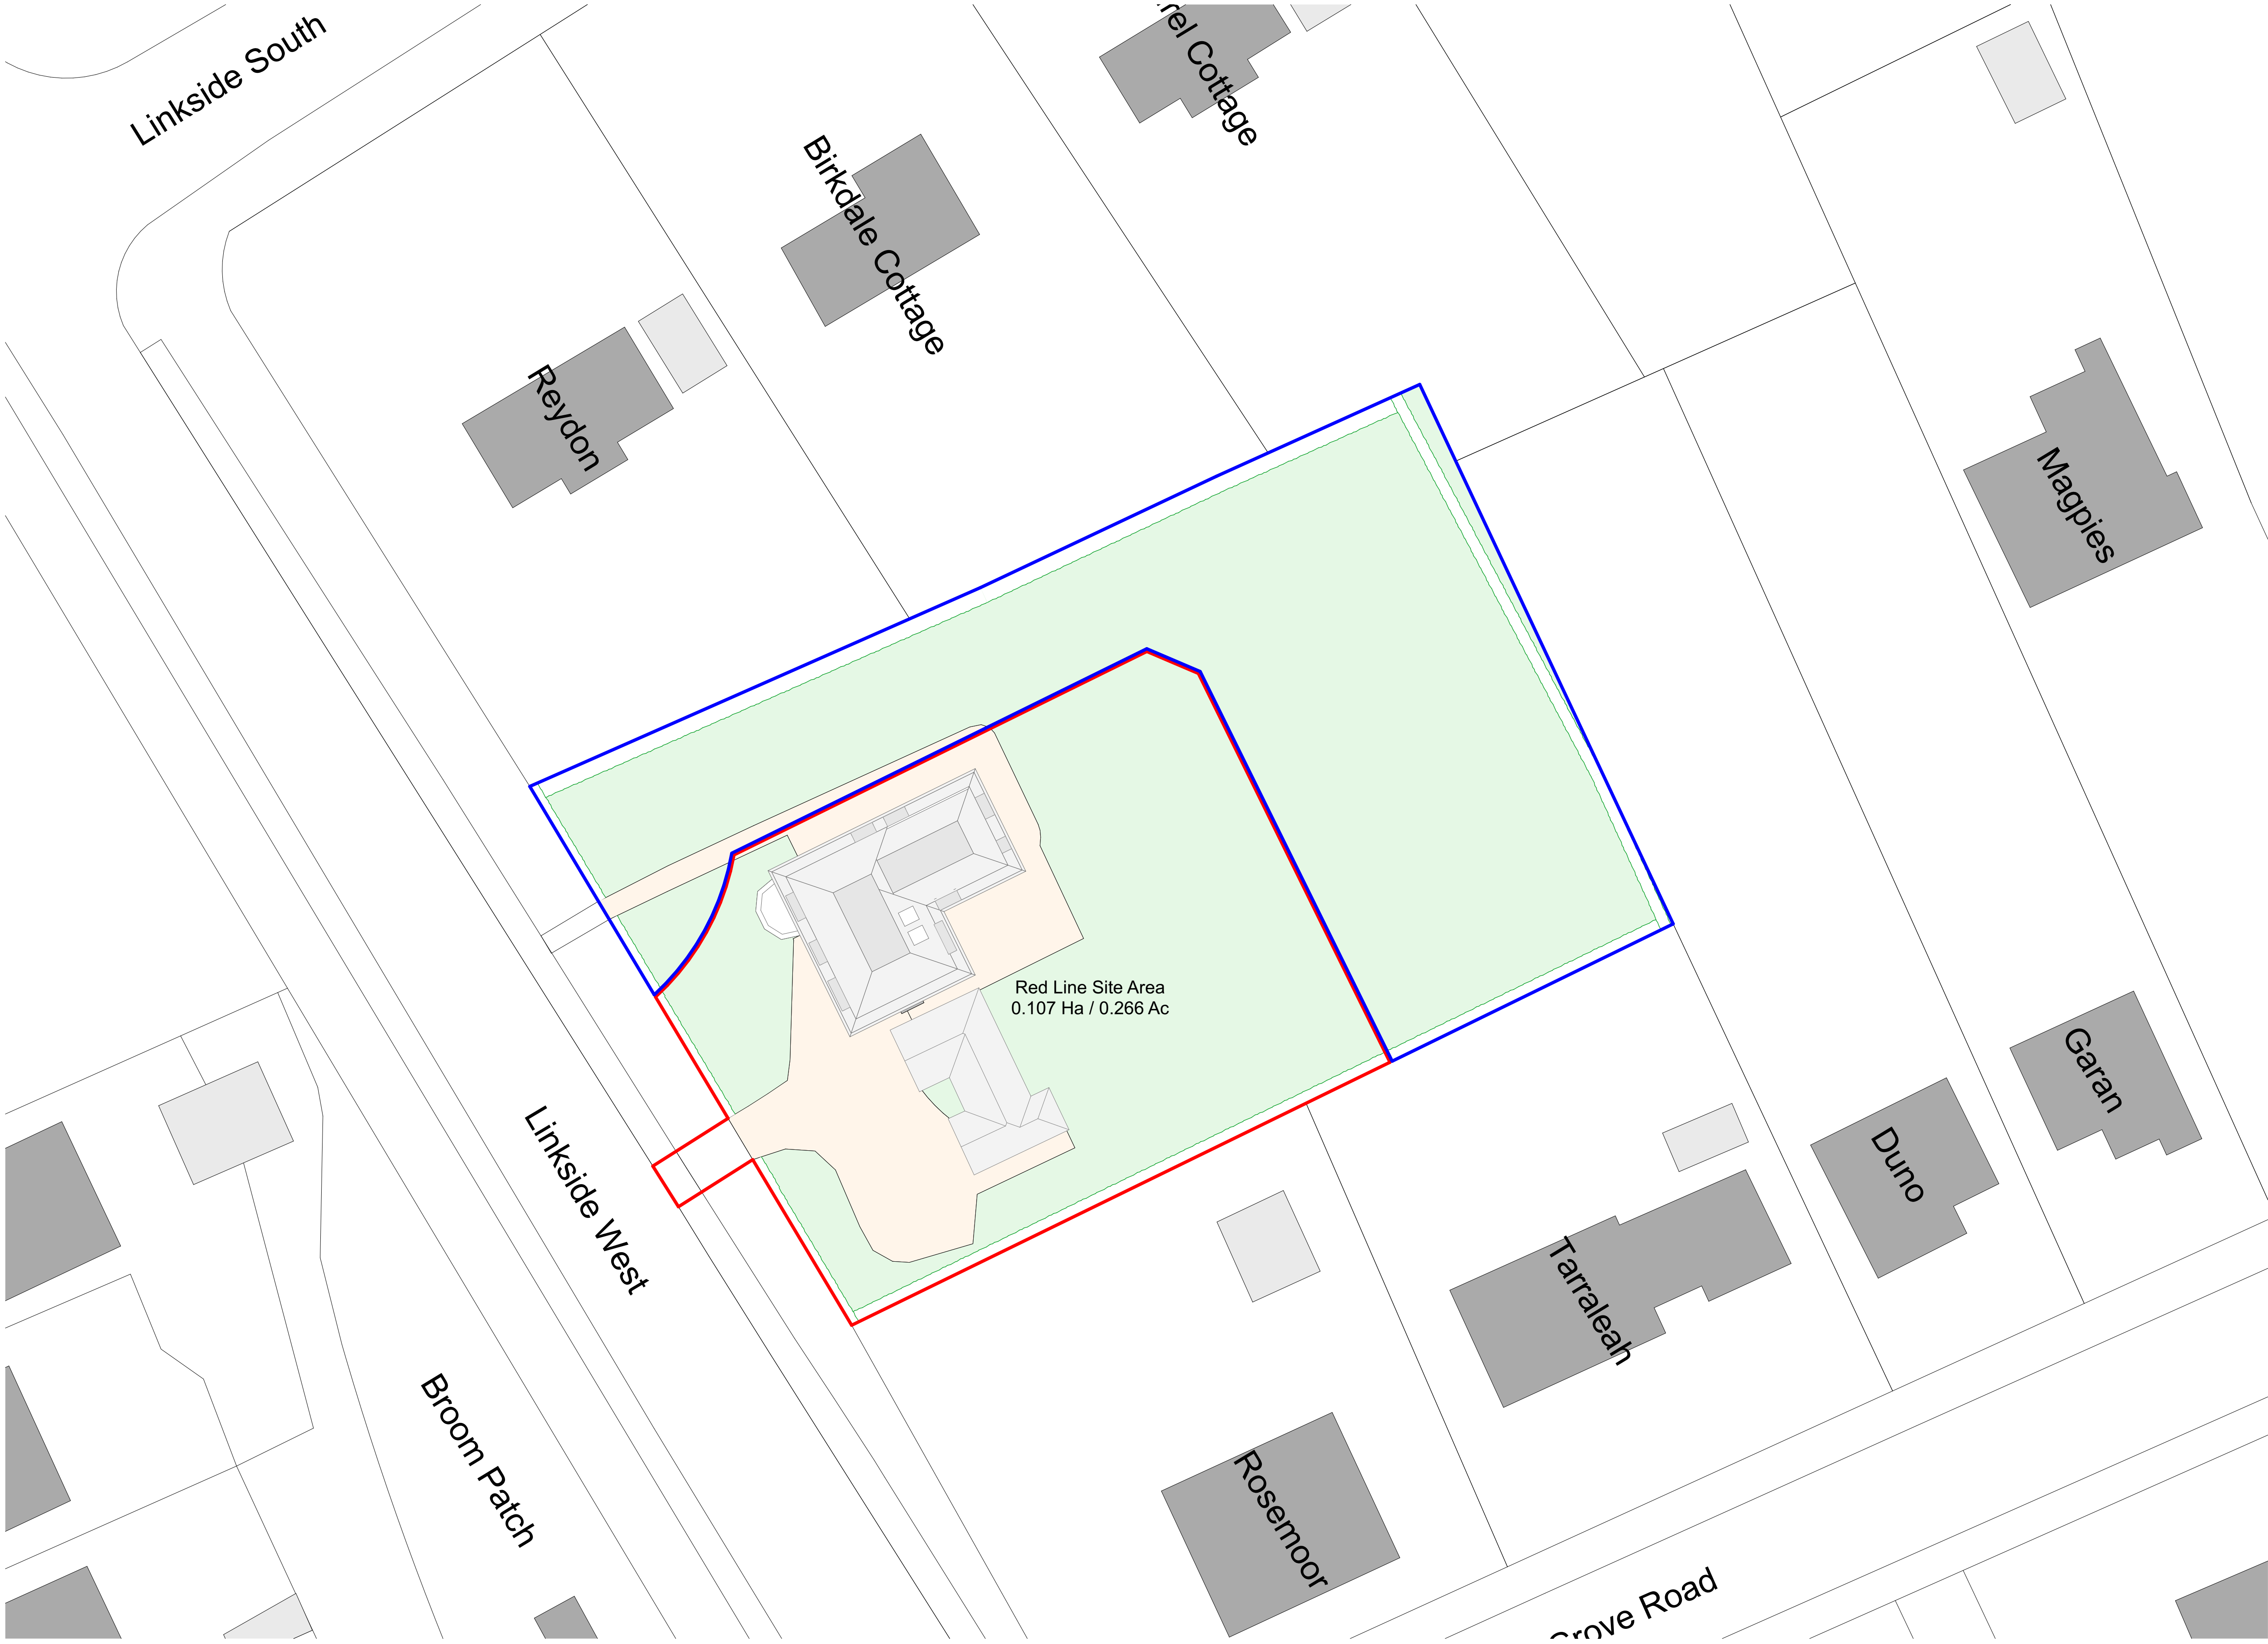 Linkside South
Cottage
Birkdale Cottage
Reydon
Magpies
Red Line Site Area
0.107 Ha / 0.266 Ac
Garan
Duno
Linkside West
Tarraleah
Broom Patch
Rosemoor
Grove Road